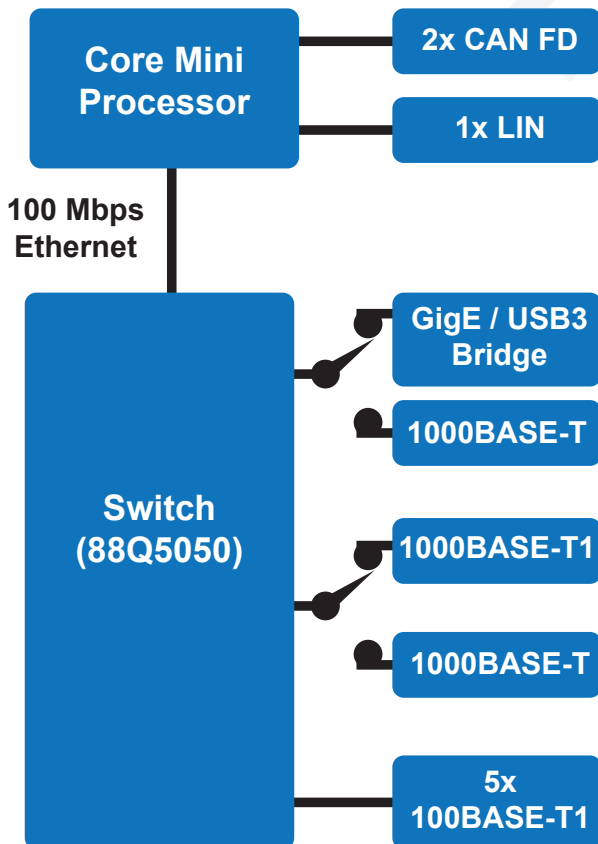 Core Mini
Processor
2x CAN FD
1x LIN
100 Mbps
Ethernet
GigE / USB3
Bridge
1000BASE-T
Switch
(88Q5050)
1000BASE-T1
1000BASE-T
5x
100BASE-T1